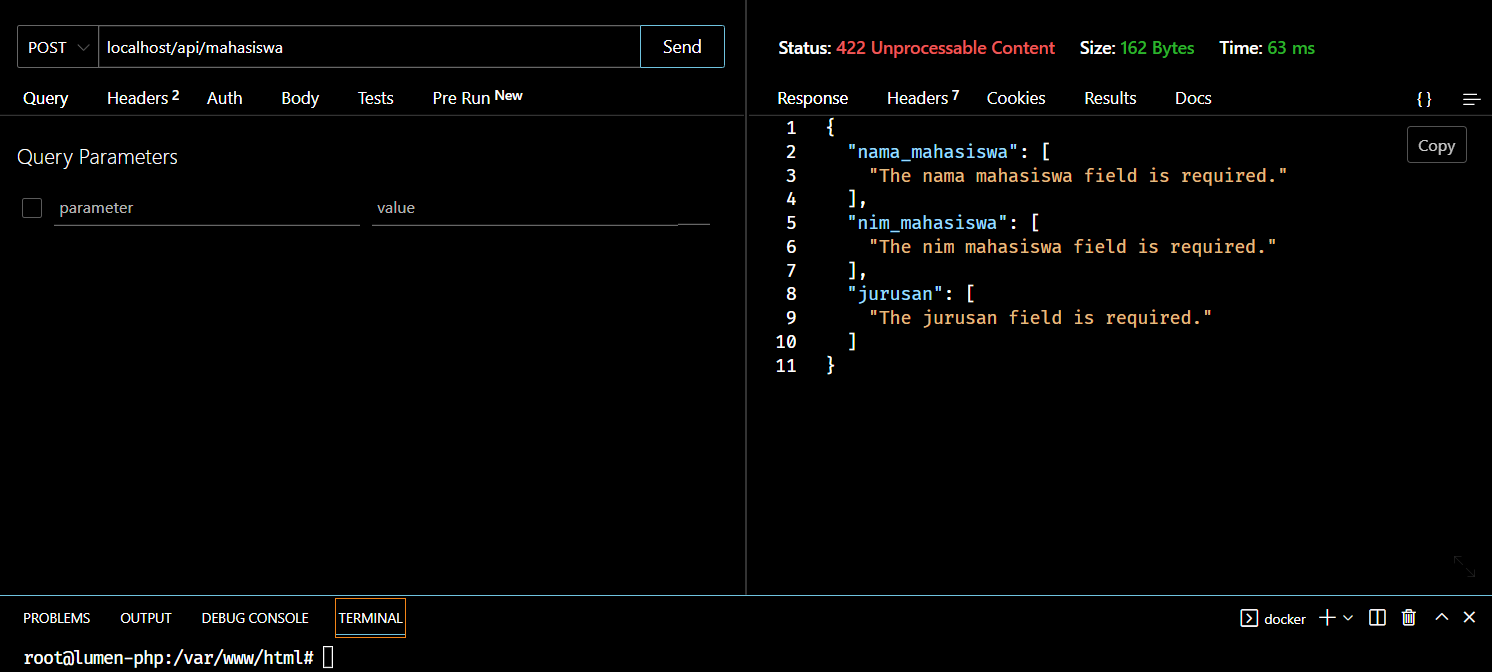 POST localhost/api/mahasiswa Send
Query Headers 2 Auth Body Tests Pre Run New
Query Parameters
parameter value
Status: 422 Unprocessable Content Size: 162 Bytes Time: 63 ms
Response Headers 7 Cookies Results Docs {}
Copy
1 {
2 "nama_mahasiswa": [
3 "The nama mahasiswa field is required."
4 ],
5 "nim_mahasiswa": [
6 "The nim mahasiswa field is required."
7 ],
8 "jurusan": [
9 "The jurusan field is required."
10 ]
11 }
PROBLEMS OUTPUT DEBUG CONSOLE TERMINAL docker
root@lumen-php:/var/www/html#